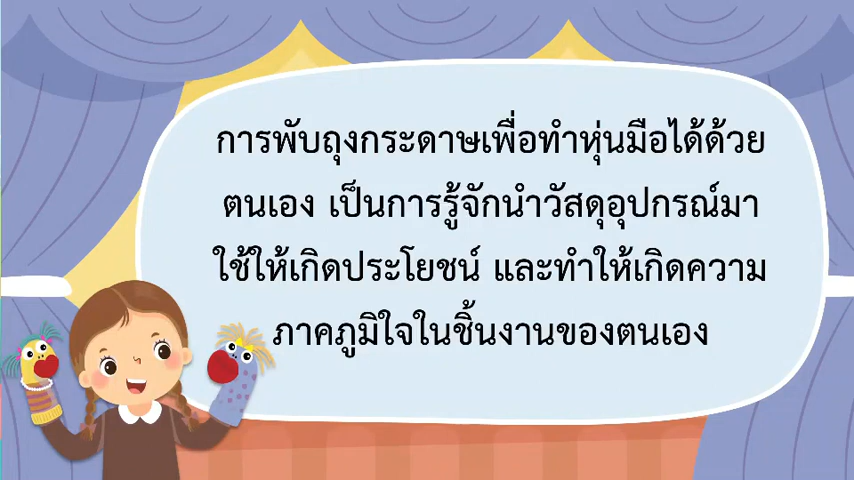 การพับถุงกระดาษเพื่อทำหุ่นมือได้ด้วย
ตนเอง เป็นการรู้จักนำวัสดุอุปกรณ์มา
ใช้ให้เกิดประโยชน์ และทำให้เกิดความ
ภาคภูมิใจในชิ้นงานของตนเอง